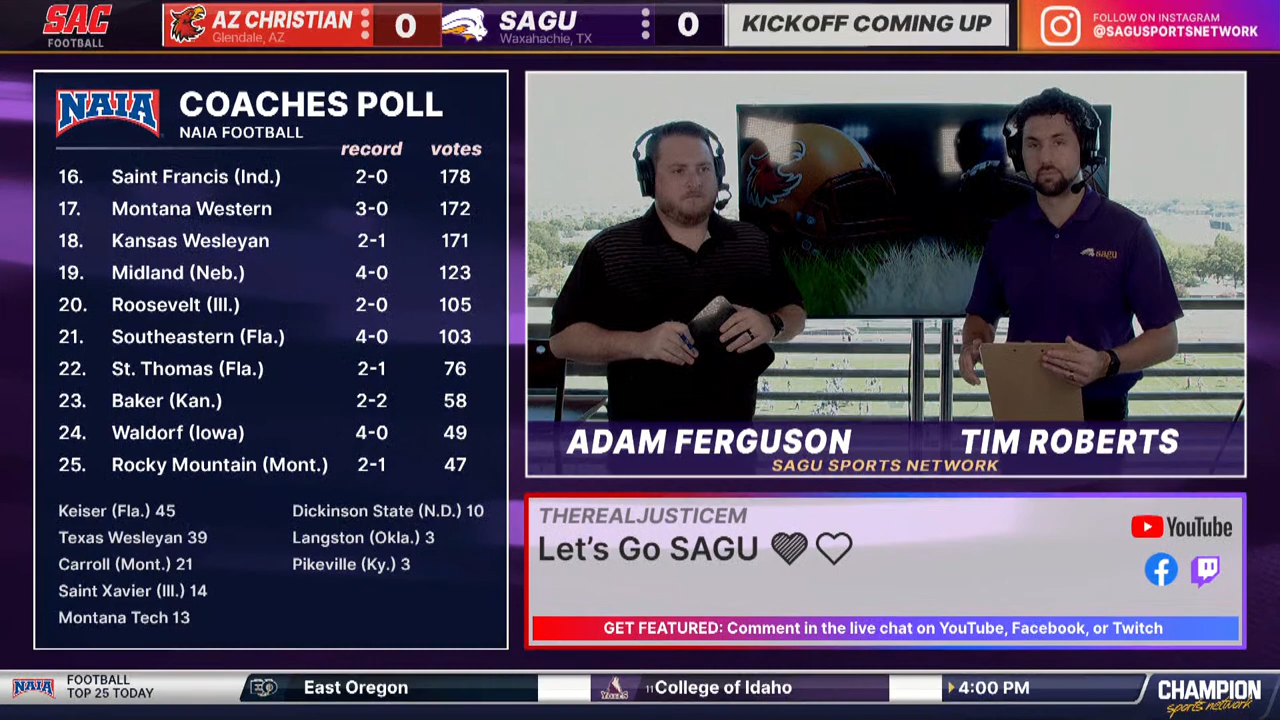 SAC
FOOTBALL
AZ CHRISTIAN
Glendale, AZ
0
SAGU
Waxahachie, TX
0
KICKOFF COMING UP
FOLLOW ON INSTAGRAM
@SAGUSPORTSNETWORK
NAIA
COACHES POLL
NAIA FOOTBALL
record votes
16. Saint Francis (Ind.) 2-0 178
17. Montana Western 3-0 172
18. Kansas Wesleyan 2-1 171
19. Midland (Neb.) 4-0 123
20. Roosevelt (Ill.) 2-0 105
21. Southeastern (Fla.) 4-0 103
22. St. Thomas (Fla.) 2-1 76
23. Baker (Kan.) 2-2 58
24. Waldorf (Iowa) 4-0 49
25. Rocky Mountain (Mont.) 2-1 47
Keiser (Fla.) 45
Texas Wesleyan 39
Carroll (Mont.) 21
Saint Xavier (Ill.) 14
Montana Tech 13
Dickinson State (N.D.) 10
Langston (Okla.) 3
Pikeville (Ky.) 3
sagu
ADAM FERGUSON
TIM ROBERTS
SAGU SPORTS NETWORK
THEREALJUSTICEM
Let's Go SAGU
YouTube
GET FEATURED: Comment in the live chat on YouTube, Facebook, or Twitch
NAIA
FOOTBALL
TOP 25 TODAY
EO
East Oregon
YOTES
11 College of Idaho
4:00 PM
CHAMPION
sports network